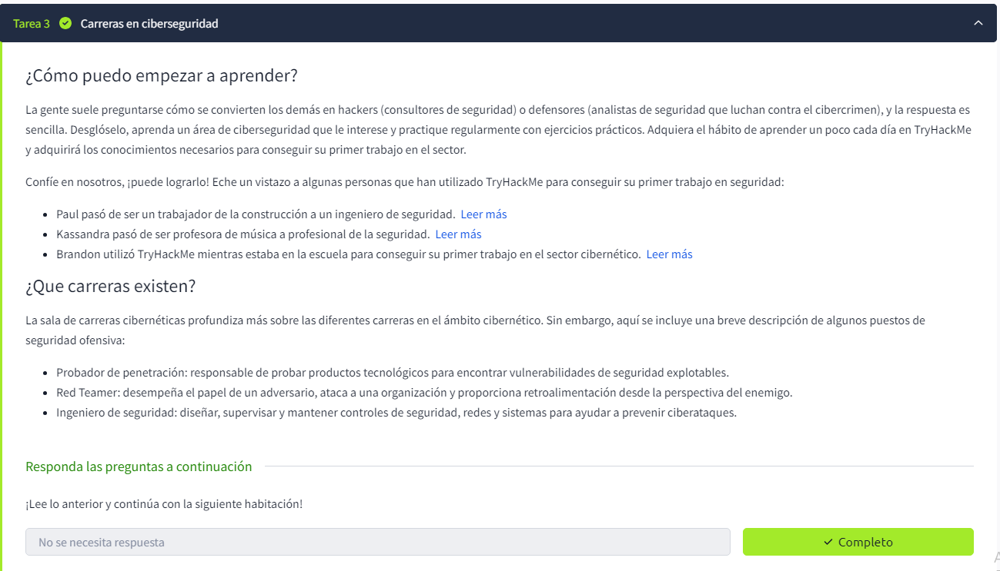 Tarea 3 Carreras en ciberseguridad
¿Cómo puedo empezar a aprender?
La gente suele preguntarse cómo se convierten los demás en hackers (consultores de seguridad) o defensores (analistas de seguridad que luchan contra el cibercrimen), y la respuesta es
sencilla. Desglóselo, aprenda un área de ciberseguridad que le interese y practique regularmente con ejercicios prácticos. Adquiera el hábito de aprender un poco cada día en TryHackMe
y adquirirá los conocimientos necesarios para conseguir su primer trabajo en el sector.
Confíe en nosotros, ¡puede lograrlo! Eche un vistazo a algunas personas que han utilizado TryHackMe para conseguir su primer trabajo en seguridad:
• Paul pasó de ser un trabajador de la construcción a un ingeniero de seguridad. Leer más
• Kassandra pasó de ser profesora de música a profesional de la seguridad. Leer más
• Brandon utilizó TryHackMe mientras estaba en la escuela para conseguir su primer trabajo en el sector cibernético. Leer más
¿Que carreras existen?
La sala de carreras cibernéticas profundiza más sobre las diferentes carreras en el ámbito cibernético. Sin embargo, aquí se incluye una breve descripción de algunos puestos de
seguridad ofensiva:
• Probador de penetración: responsable de probar productos tecnológicos para encontrar vulnerabilidades de seguridad explotables.
• Red Teamer: desempeña el papel de un adversario, ataca a una organización y proporciona retroalimentación desde la perspectiva del enemigo.
• Ingeniero de seguridad: diseñar, supervisar y mantener controles de seguridad, redes y sistemas para ayudar a prevenir ciberataques.
Responda las preguntas a continuación
¡Lee lo anterior y continúa con la siguiente habitación!
No se necesita respuesta
Completo